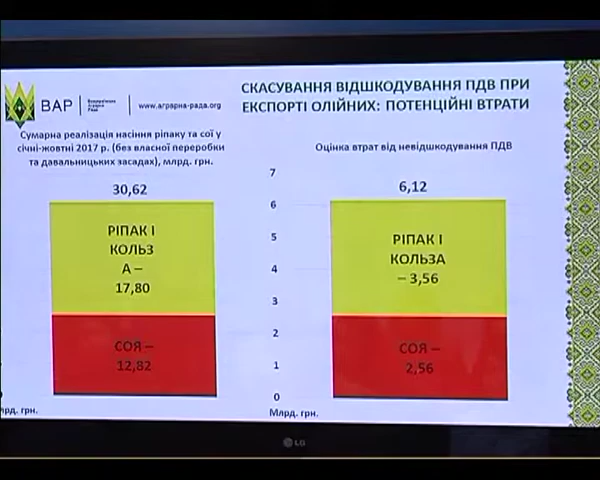 СКАСУВАННЯ ВІДШКОДУВАННЯ ПДВ ПРИ
ЕКСПОРТІ ОЛІЙНИХ: ПОТЕНЦІЙНІ ВТРАТИ
ВАР
www.аграрна-рада.org
Сумарна реалізація насіння ріпаку та сої у
січні-жовтні 2017 р. (без власної переробки
та давальницьких засадах), млрд. грн.
30,62
РІПАК І
КОЛЬЗ
А –
17,80
СОЯ –
12,82
лрд. грн.
Оцінка втрат від невідшкодування ПДВ
7
6
5
4
3
2
1
0
Млрд. грн.
6,12
РІПАК І
КОЛЬЗА
– 3,56
СОЯ –
2,56
LG